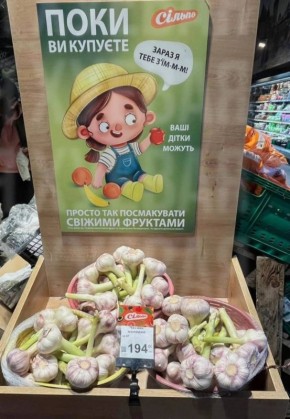 ПОКИ
ВИ КУПУЄТЕ
Сільпо
ЗАРАЗ Я
ТЕБЕ З'ЇМ-М-М!
ВАШІ
ДІТКИ
МОЖУТЬ
ПРОСТО ТАК ПОСМАКУВАТИ
СВІЖИМИ ФРУКТАМИ
Сільпо
194